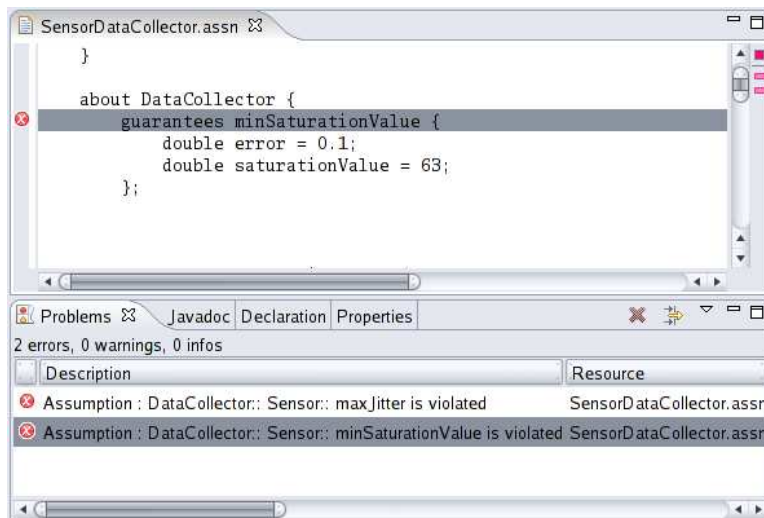 SensorDataCollector.assn
}
about DataCollector {
guarantees minSaturationValue {
double error = 0.1;
double saturationValue = 63;
};
Problems Javadoc Declaration Properties
2 errors, 0 warnings, 0 infos
Description Resource
Assumption : DataCollector:: Sensor:: maxJitter is violated SensorDataCollector.assn
Assumption : DataCollector:: Sensor:: minSaturationValue is violated SensorDataCollector.assn